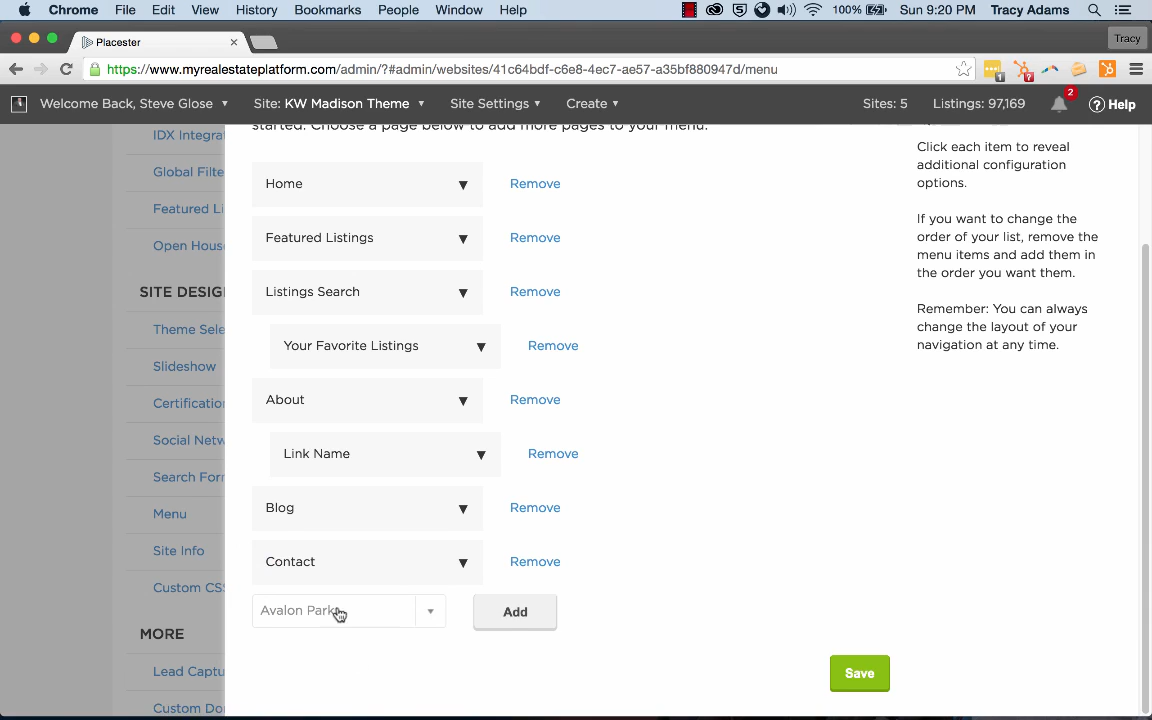 Chrome File Edit View History Bookmarks People Window Help 100% Sun 9:20 PM Tracy Adams
Placester Tracy
https://www.myrealestateplatform.com/admin/?#admin/websites/41c64bdf-c6e8-4ec7-ae57-a35bf880947d/menu
Welcome Back, Steve Glose Site: KW Madison Theme Site Settings Create Sites: 5 Listings: 97,169 2 Help
started. Choose a page below to add more pages to your menu.
IDX Integra
Global Filte
Featured Li
Open Hous
SITE DESIG
Theme Sele
Slideshow
Certification
Social Netw
Search Forr
Menu
Site Info
Custom CSS
MORE
Lead Captu
Custom Do
Home Remove
Featured Listings Remove
Listings Search Remove
Your Favorite Listings Remove
About Remove
Link Name Remove
Blog Remove
Contact Remove
Avalon Park Add
Save
Click each item to reveal
additional configuration
options.
If you want to change the
order of your list, remove the
menu items and add them in
the order you want them.
Remember: You can always
change the layout of your
navigation at any time.